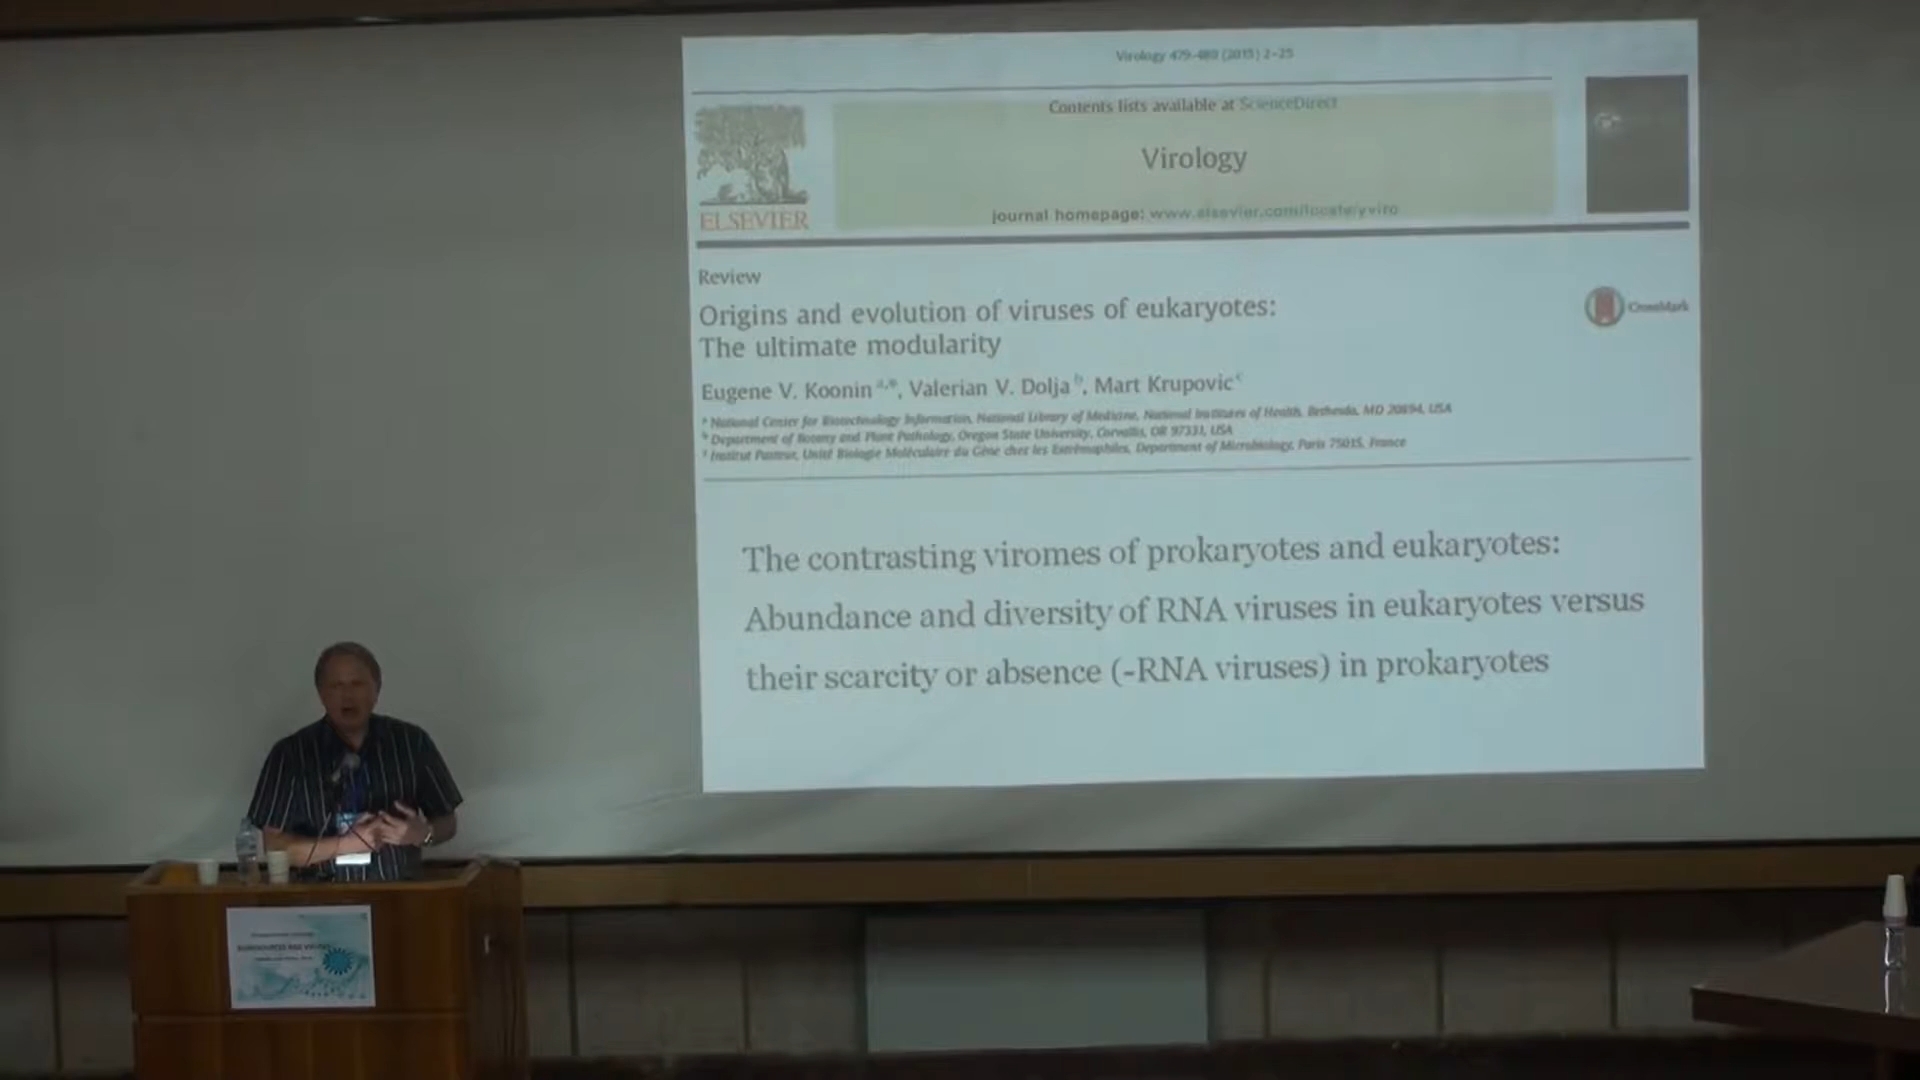 Virology 479-480 (2015) 2–25
Contents lists available at ScienceDirect
Virology
journal homepage: www.elsevier.com/locate/yviro
ELSEVIER
Review
CrossMark
Origins and evolution of viruses of eukaryotes:
The ultimate modularity
Eugene V. Koonin a,*, Valerian V. Dolja b, Mart Krupovic c
a National Center for Biotechnology Information, National Library of Medicine, National Institutes of Health, Bethesda, MD 20894, USA
b Department of Botany and Plant Pathology, Oregon State University, Corvallis, OR 97331, USA
c Institut Pasteur, Unité Biologie Moléculaire du Gène chez les Extrêmophiles, Department of Microbiology, Paris 75015, France
The contrasting viromes of prokaryotes and eukaryotes:
Abundance and diversity of RNA viruses in eukaryotes versus
their scarcity or absence (-RNA viruses) in prokaryotes